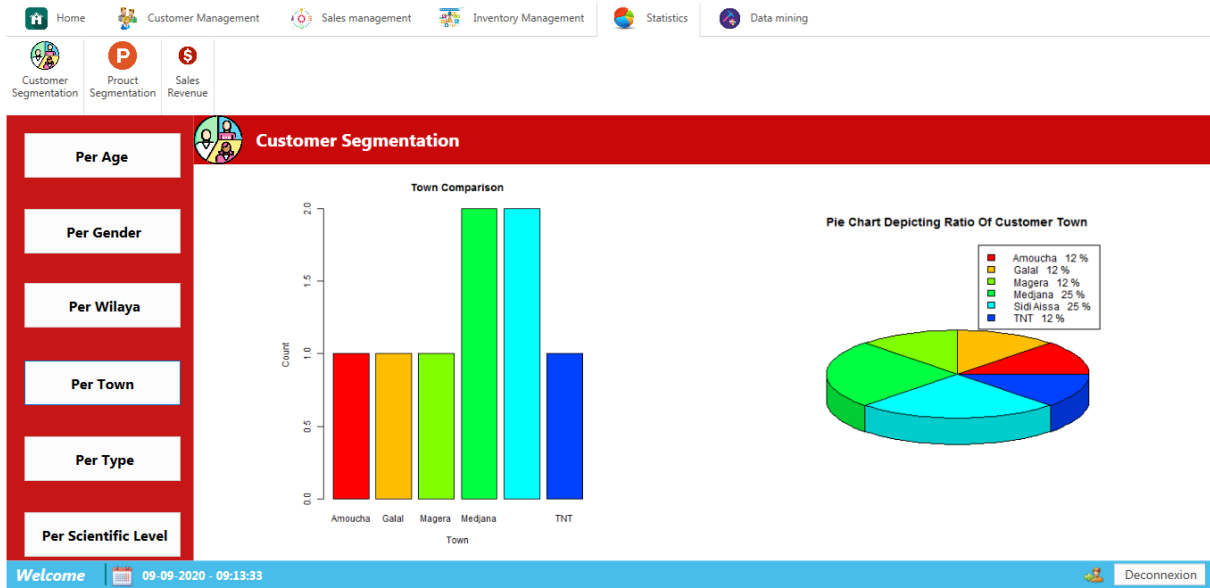 Home
Customer Management
Sales management
Inventory Management
Statistics
Data mining
P
$
Customer
Segmentation
Prouct
Segmentation
Sales
Revenue
Customer Segmentation
Per Age
Per Gender
Per Wilaya
Per Town
Per Type
Per Scientific Level
Town Comparison
2.0
1.5
1.0
0.5
0.0
Count
Amoucha Galal Magera Medjana TNT
Town
Pie Chart Depicting Ratio Of Customer Town
Amoucha 12 %
Galal 12 %
Magera 12 %
Medjana 25 %
Sidi Aissa 25 %
TNT 12 %
Welcome
09-09-2020 - 09:13:33
Deconnexion